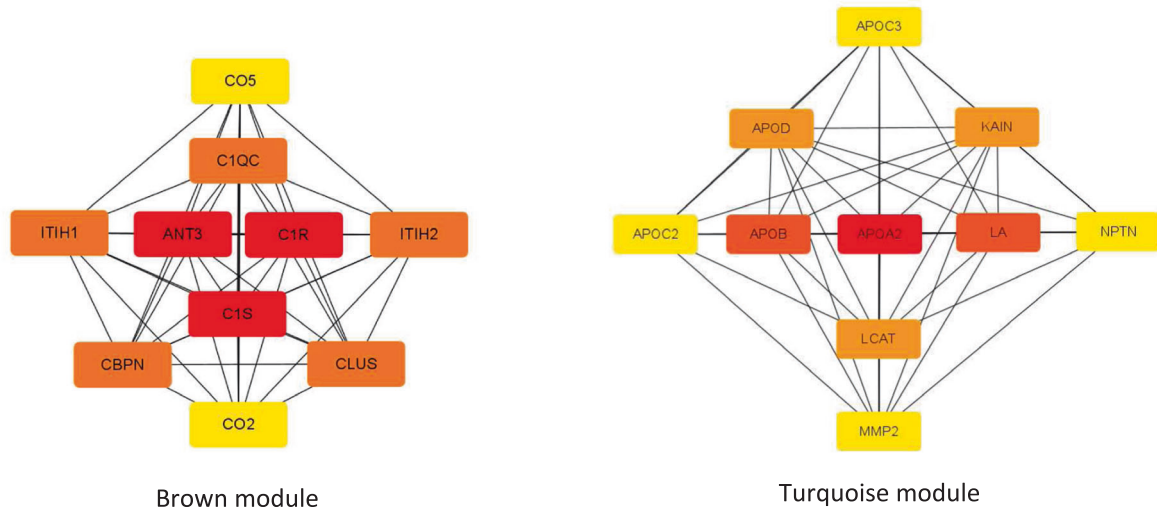 CO5
C1QC
ITIH1
ANT3
C1R
ITIH2
C1S
CBPN
CLUS
CO2
Brown module
APOC3
APOD
KAIN
APOC2
APOB
APOA2
LA
NPTN
LCAT
MMP2
Turquoise module